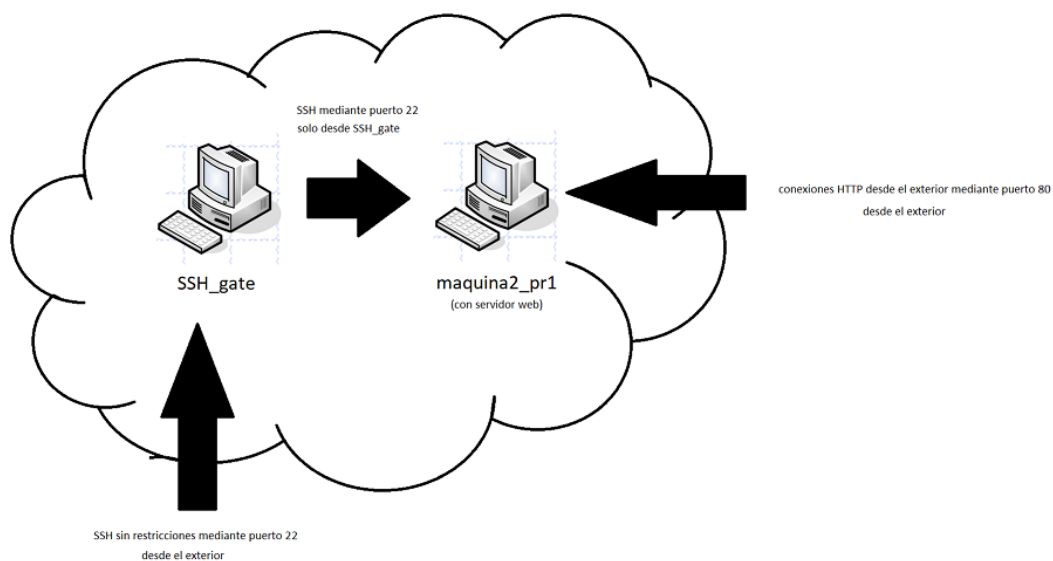 SSH mediante puerto 22
solo desde SSH_gate
conexiones HTTP desde el exterior mediante puerto 80
desde el exterior
SSH_gate
maquina2_pr1
(con servidor web)
SSH sin restricciones mediante puerto 22
desde el exterior